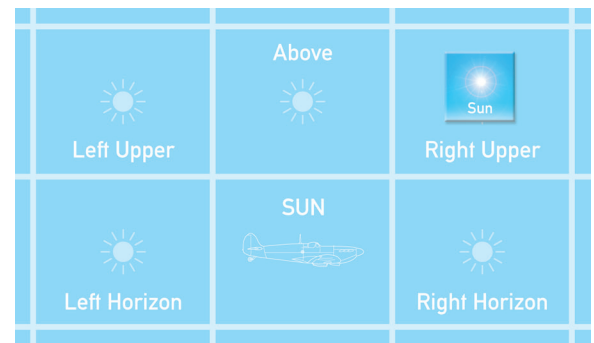 Above
Sun
Left Upper
Right Upper
SUN
Left Horizon
Right Horizon